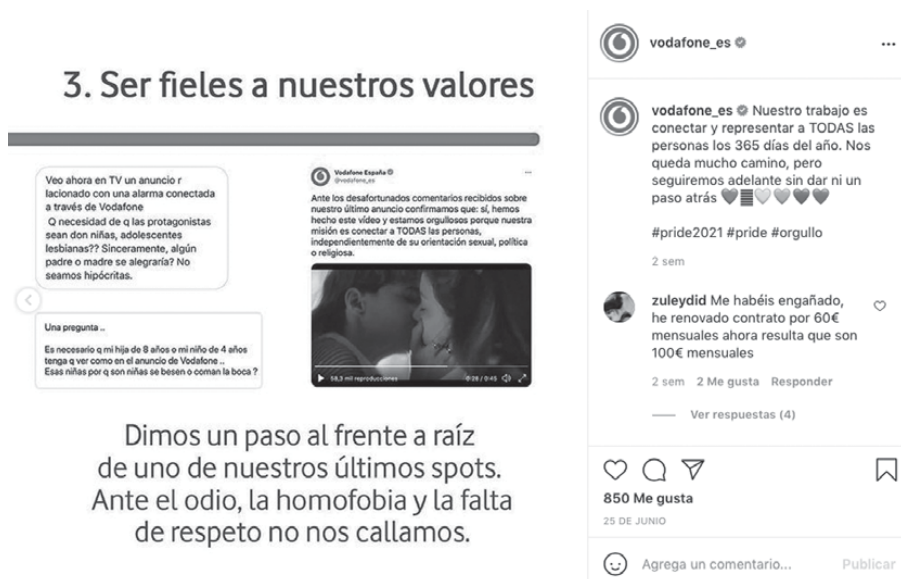 3. Ser fieles a nuestros valores
Veo ahora en TV un anuncio r
lacionado con una alarma conectada
a través de Vodafone
Q necesidad de q las protagonistas
sean don niñas, adolescentes
lesbianas?? Sinceramente, algún
padre o madre se alegraría? No
seamos hipócritas.
Una pregunta ..
Es necesario q mi hija de 8 años o mi niño de 4 años
tenga q ver como en el anuncio de Vodafone ..
Esas niñas por q son niñas se besen o coman la boca ?
Vodafone España
@vodafone_es
Ante los desafortunados comentarios recibidos sobre
nuestro último anuncio confirmamos que: sí, hemos
hecho este vídeo y estamos orgullosos porque nuestra
misión es conectar a TODAS las personas,
independientemente de su orientación sexual, política
o religiosa.
58,3 mil reproducciones
0:28 / 0:45
Dimos un paso al frente a raíz
de uno de nuestros últimos spots.
Ante el odio, la homofobia y la falta
de respeto no nos callamos.
vodafone_es
vodafone_es Nuestro trabajo es
conectar y representar a TODAS las
personas los 365 días del año. Nos
queda mucho camino, pero
seguiremos adelante sin dar ni un
paso atrás
#pride2021 #pride #orgullo
2 sem
zuleydid Me habéis engañado,
he renovado contrato por 60€
mensuales ahora resulta que son
100€ mensuales
2 sem 2 Me gusta Responder
Ver respuestas (4)
850 Me gusta
25 DE JUNIO
Agrega un comentario... Publicar